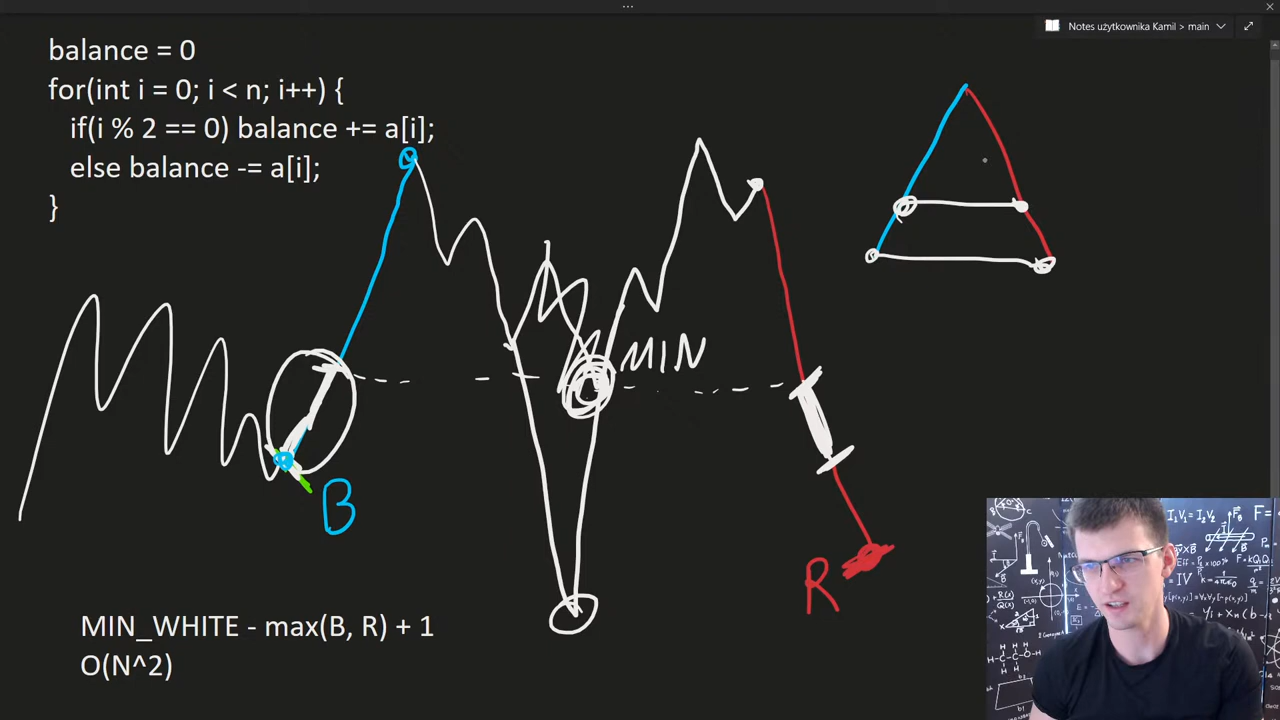 Notes użytkownika Kamil > main
balance = 0
for(int i = 0; i < n; i++) {
if(i % 2 == 0) balance += a[i];
else balance -= a[i];
}
MIN
B
R
MIN_WHITE - max(B, R) + 1
O(N^2)